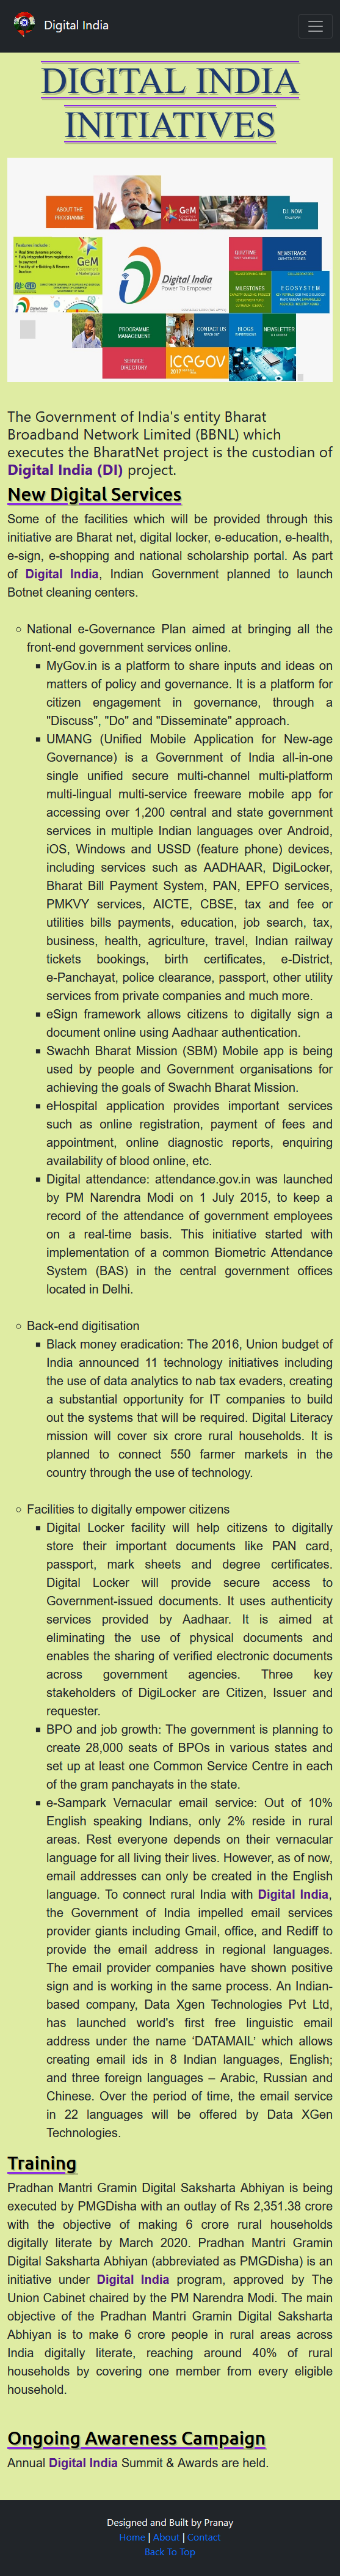 Digital India
DIGITAL INDIA
INITIATIVES
ABOUT THE
PROGRAMME
GeM
D.I. NOW
Features include :
GeM
Digital India
Power To Empower
NEWSTRACK
MILESTONES
ECOSYSTEM
PROGRAMME
MANAGEMENT
CONTACT US
BLOGS
NEWSLETTER
SERVICE
DIRECTORY
ICEGOV
The Government of India's entity Bharat
Broadband Network Limited (BBNL) which
executes the BharatNet project is the custodian of
Digital India (DI) project.
New Digital Services
Some of the facilities which will be provided through this
initiative are Bharat net, digital locker, e-education, e-health,
e-sign, e-shopping and national scholarship portal. As part
of Digital India, Indian Government planned to launch
Botnet cleaning centers.
National e-Governance Plan aimed at bringing all the
front-end government services online.
MyGov.in is a platform to share inputs and ideas on
matters of policy and governance. It is a platform for
citizen engagement in governance, through a
"Discuss", "Do" and "Disseminate" approach.
UMANG (Unified Mobile Application for New-age
Governance) is a Government of India all-in-one
single unified secure multi-channel multi-platform
multi-lingual multi-service freeware mobile app for
accessing over 1,200 central and state government
services in multiple Indian languages over Android,
iOS, Windows and USSD (feature phone) devices,
including services such as AADHAAR, DigiLocker,
Bharat Bill Payment System, PAN, EPFO services,
PMKVY services, AICTE, CBSE, tax and fee or
utilities bills payments, education, job search, tax,
business, health, agriculture, travel, Indian railway
tickets bookings, birth certificates, e-District,
e-Panchayat, police clearance, passport, other utility
services from private companies and much more.
eSign framework allows citizens to digitally sign a
document online using Aadhaar authentication.
Swachh Bharat Mission (SBM) Mobile app is being
used by people and Government organisations for
achieving the goals of Swachh Bharat Mission.
eHospital application provides important services
such as online registration, payment of fees and
appointment, online diagnostic reports, enquiring
availability of blood online, etc.
Digital attendance: attendance.gov.in was launched
by PM Narendra Modi on 1 July 2015, to keep a
record of the attendance of government employees
on a real-time basis. This initiative started with
implementation of a common Biometric Attendance
System (BAS) in the central government offices
located in Delhi.
Back-end digitisation
Black money eradication: The 2016, Union budget of
India announced 11 technology initiatives including
the use of data analytics to nab tax evaders, creating
a substantial opportunity for IT companies to build
out the systems that will be required. Digital Literacy
mission will cover six crore rural households. It is
planned to connect 550 farmer markets in the
country through the use of technology.
Facilities to digitally empower citizens
Digital Locker facility will help citizens to digitally
store their important documents like PAN card,
passport, mark sheets and degree certificates.
Digital Locker will provide secure access to
Government-issued documents. It uses authenticity
services provided by Aadhaar. It is aimed at
eliminating the use of physical documents and
enables the sharing of verified electronic documents
across government agencies. Three key
stakeholders of DigiLocker are Citizen, Issuer and
requester.
BPO and job growth: The government is planning to
create 28,000 seats of BPOs in various states and
set up at least one Common Service Centre in each
of the gram panchayats in the state.
e-Sampark Vernacular email service: Out of 10%
English speaking Indians, only 2% reside in rural
areas. Rest everyone depends on their vernacular
language for all living their lives. However, as of now,
email addresses can only be created in the English
language. To connect rural India with Digital India,
the Government of India impelled email services
provider giants including Gmail, office, and Rediff to
provide the email address in regional languages.
The email provider companies have shown positive
sign and is working in the same process. An Indian-
based company, Data Xgen Technologies Pvt Ltd,
has launched world's first free linguistic email
address under the name ‘DATAMAIL’ which allows
creating email ids in 8 Indian languages, English;
and three foreign languages – Arabic, Russian and
Chinese. Over the period of time, the email service
in 22 languages will be offered by Data XGen
Technologies.
Training
Pradhan Mantri Gramin Digital Saksharta Abhiyan is being
executed by PMGDisha with an outlay of Rs 2,351.38 crore
with the objective of making 6 crore rural households
digitally literate by March 2020. Pradhan Mantri Gramin
Digital Saksharta Abhiyan (abbreviated as PMGDisha) is an
initiative under Digital India program, approved by The
Union Cabinet chaired by the PM Narendra Modi. The main
objective of the Pradhan Mantri Gramin Digital Saksharta
Abhiyan is to make 6 crore people in rural areas across
India digitally literate, reaching around 40% of rural
households by covering one member from every eligible
household.
Ongoing Awareness Campaign
Annual Digital India Summit & Awards are held.
Designed and Built by Pranay
Home | About | Contact
Back To Top